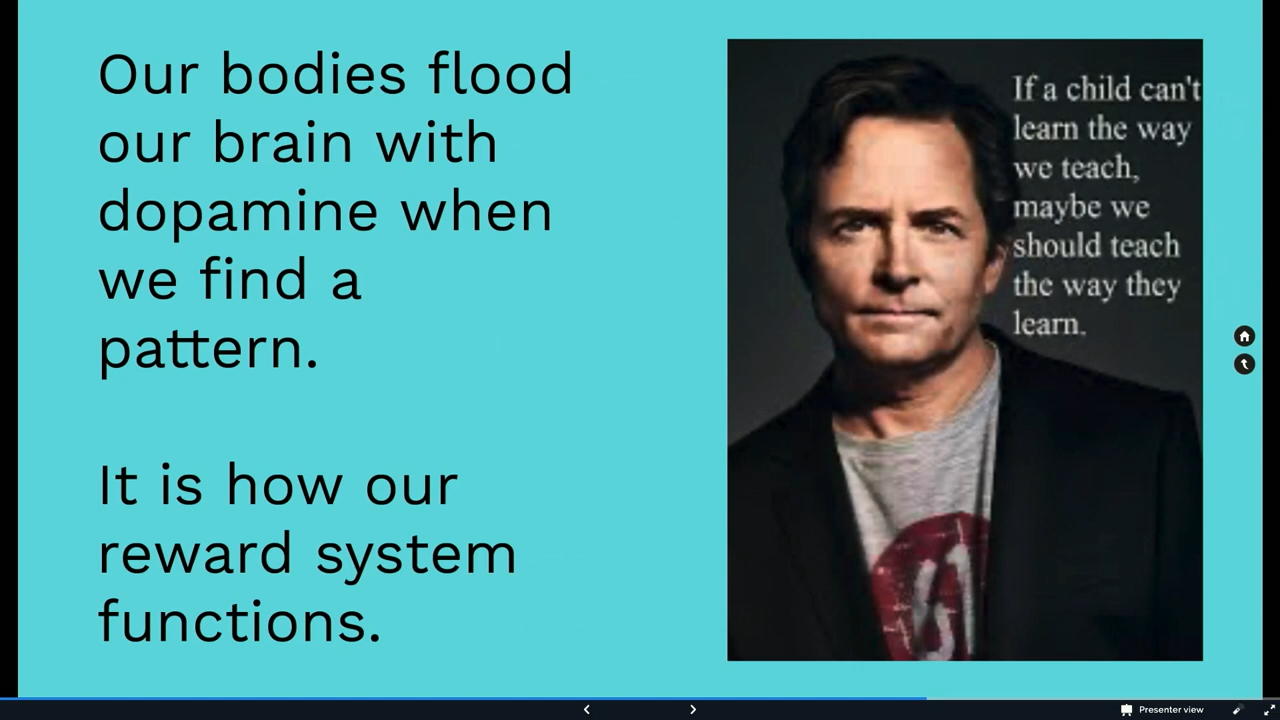 Our bodies flood
our brain with
dopamine when
we find a
pattern.
It is how our
reward system
functions.
If a child can't
learn the way
we teach,
maybe we
should teach
the way they
learn.
Presenter view